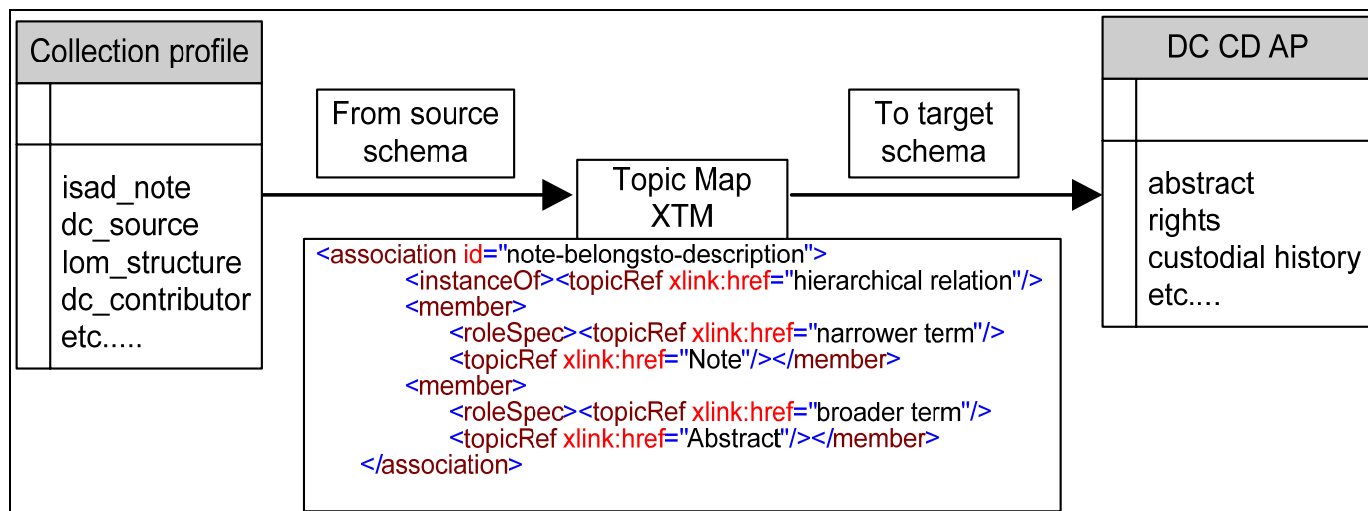 Collection profile
isad_note
dc_source
lom_structure
dc_contributor
etc.....
From source
schema
Topic Map
XTM
To target
schema
<association id="note-belongsto-description">
<instanceOf><topicRef xlink:href="hierarchical relation"/>
<member>
<roleSpec><topicRef xlink:href="narrower term"/>
<topicRef xlink:href="Note"/></member>
<member>
<roleSpec><topicRef xlink:href="broader term"/>
<topicRef xlink:href="Abstract"/></member>
</association>
DC CD AP
abstract
rights
custodial history
etc....